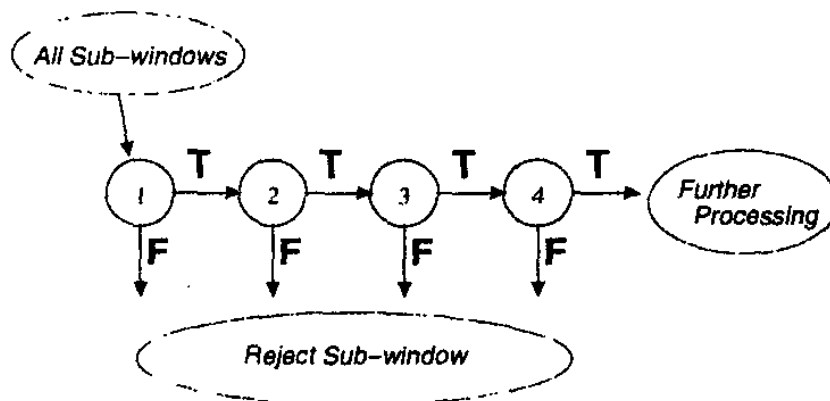 All Sub-windows
T T T T
1 2 3 4
Further
Processing
F F F F
Reject Sub-window